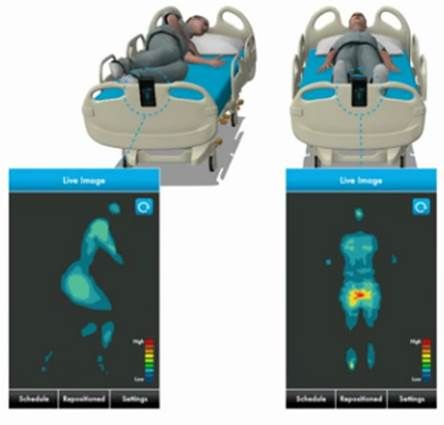 Live Image
High
Low
Schedule
Repositioned
Settings
Live Image
High
Low
Schedule
Repositioned
Settings